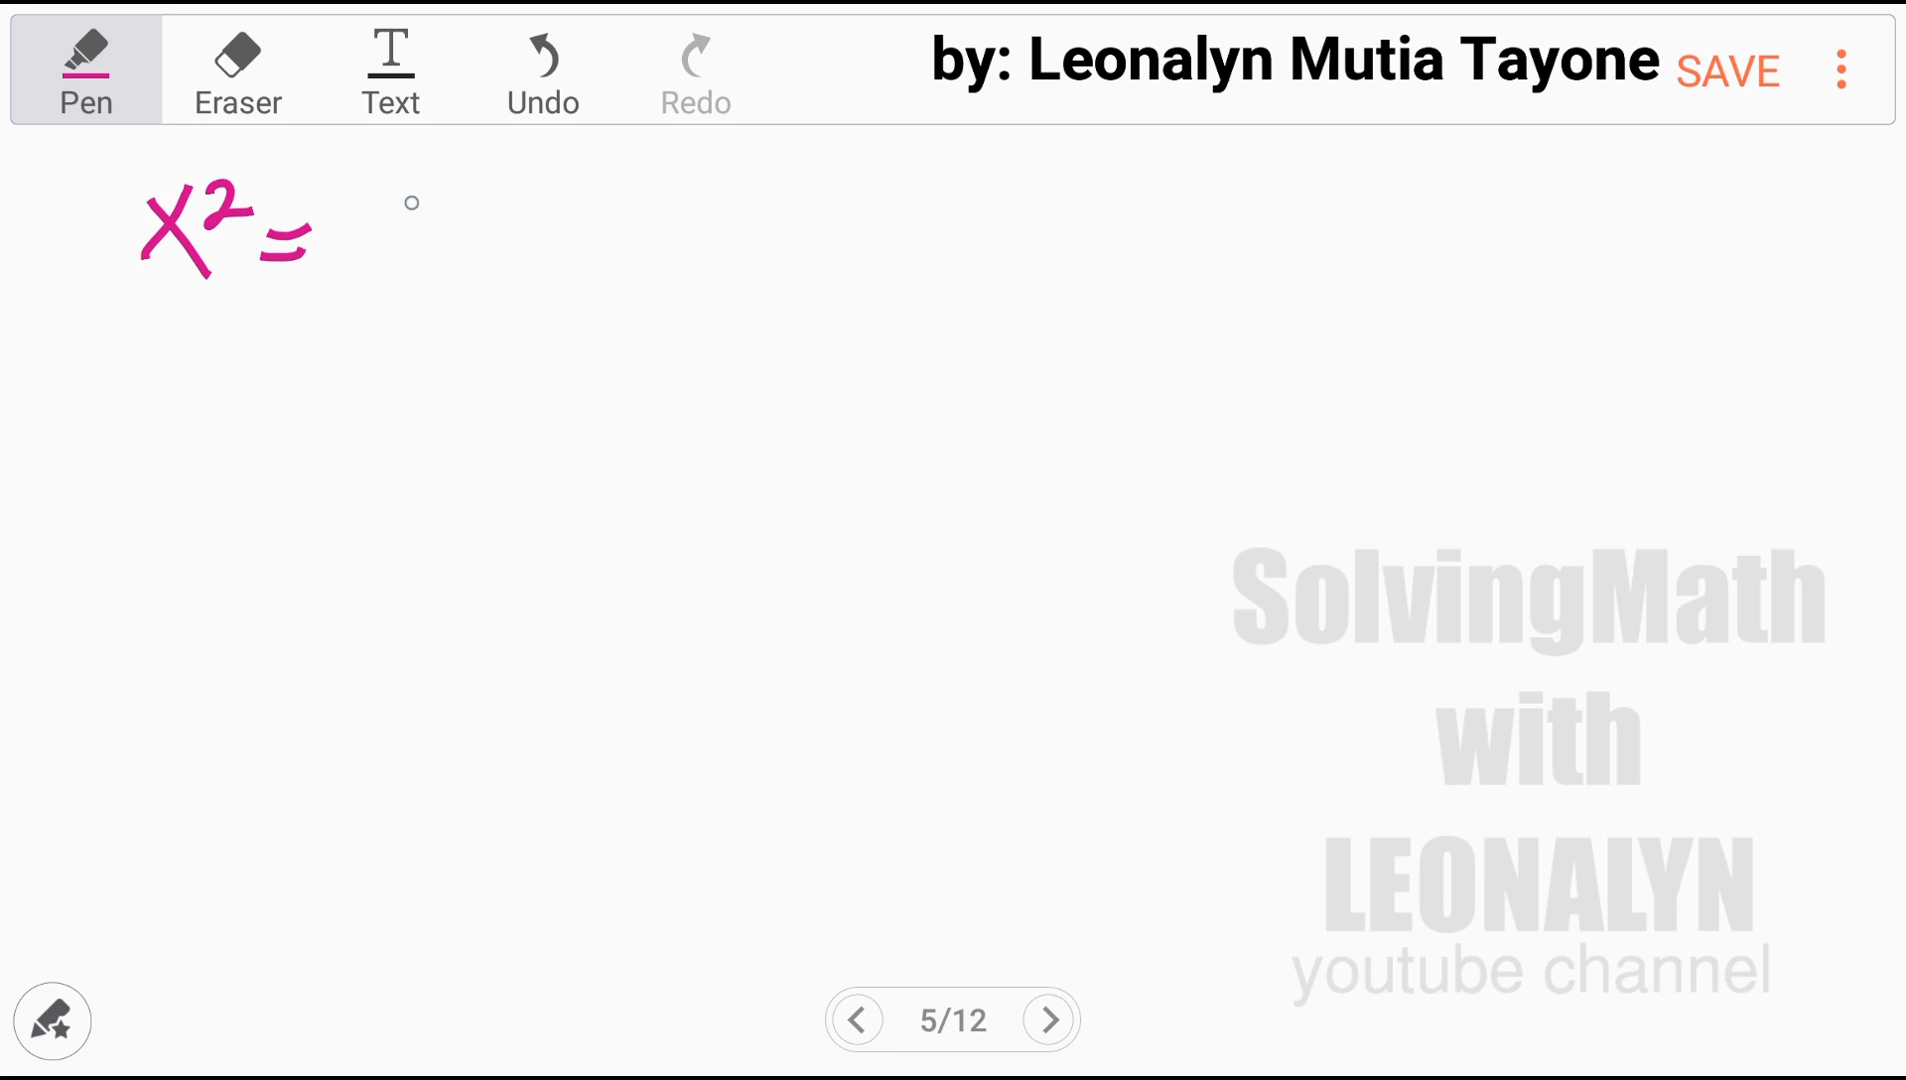 by: Leonalyn Mutia Tayone
SAVE
Pen
Eraser
Text
Undo
Redo
x²=
SolvingMath
with
LEONALYN
youtube channel
5/12